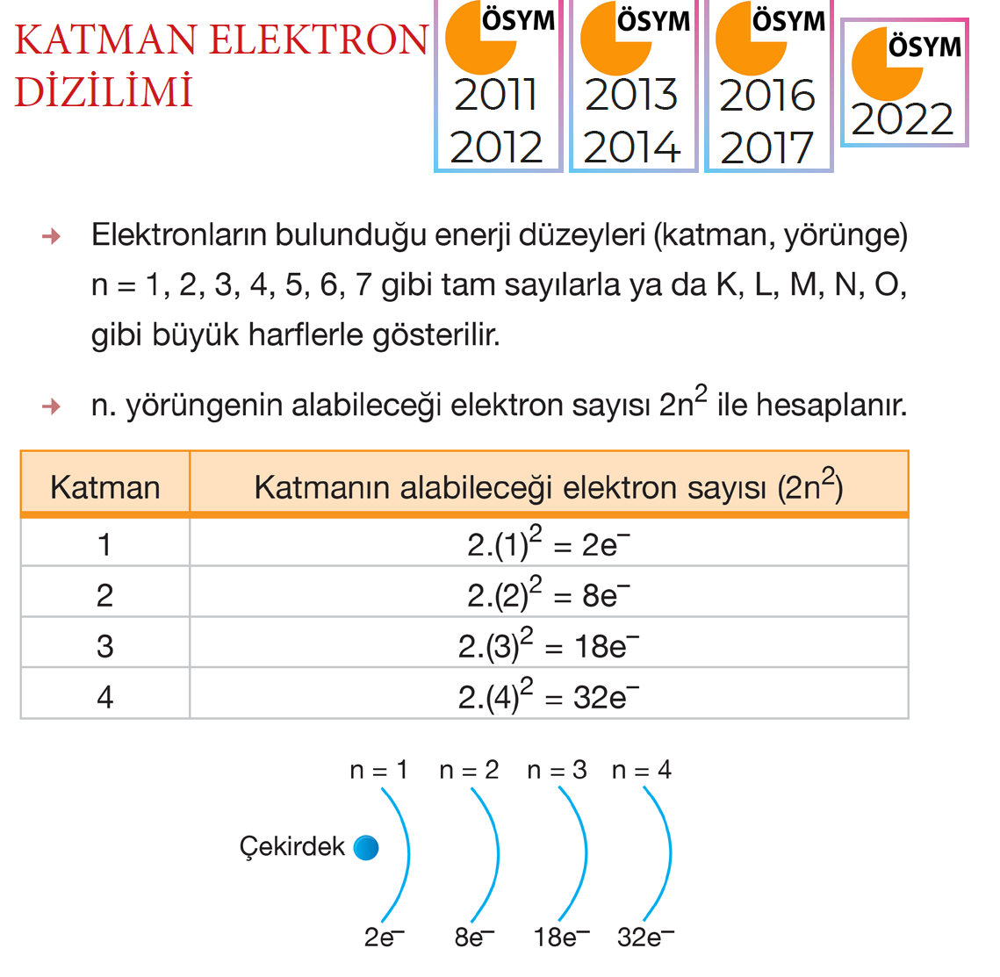 KATMAN ELEKTRON
DİZİLİMİ
ÖSYM
2011
2012
ÖSYM
2013
2014
ÖSYM
2016
2017
ÖSYM
2022
→ Elektronların bulunduğu enerji düzeyleri (katman, yörünge)
n = 1, 2, 3, 4, 5, 6, 7 gibi tam sayılarla ya da K, L, M, N, O,
gibi büyük harflerle gösterilir.
→ n. yörüngenin alabileceği elektron sayısı 2n² ile hesaplanır.
Katman Katmanın alabileceği elektron sayısı (2n²)
1 2.(1)² = 2e⁻
2 2.(2)² = 8e⁻
3 2.(3)² = 18e⁻
4 2.(4)² = 32e⁻
n = 1 n = 2 n = 3 n = 4
Çekirdek
2e⁻ 8e⁻ 18e⁻ 32e⁻